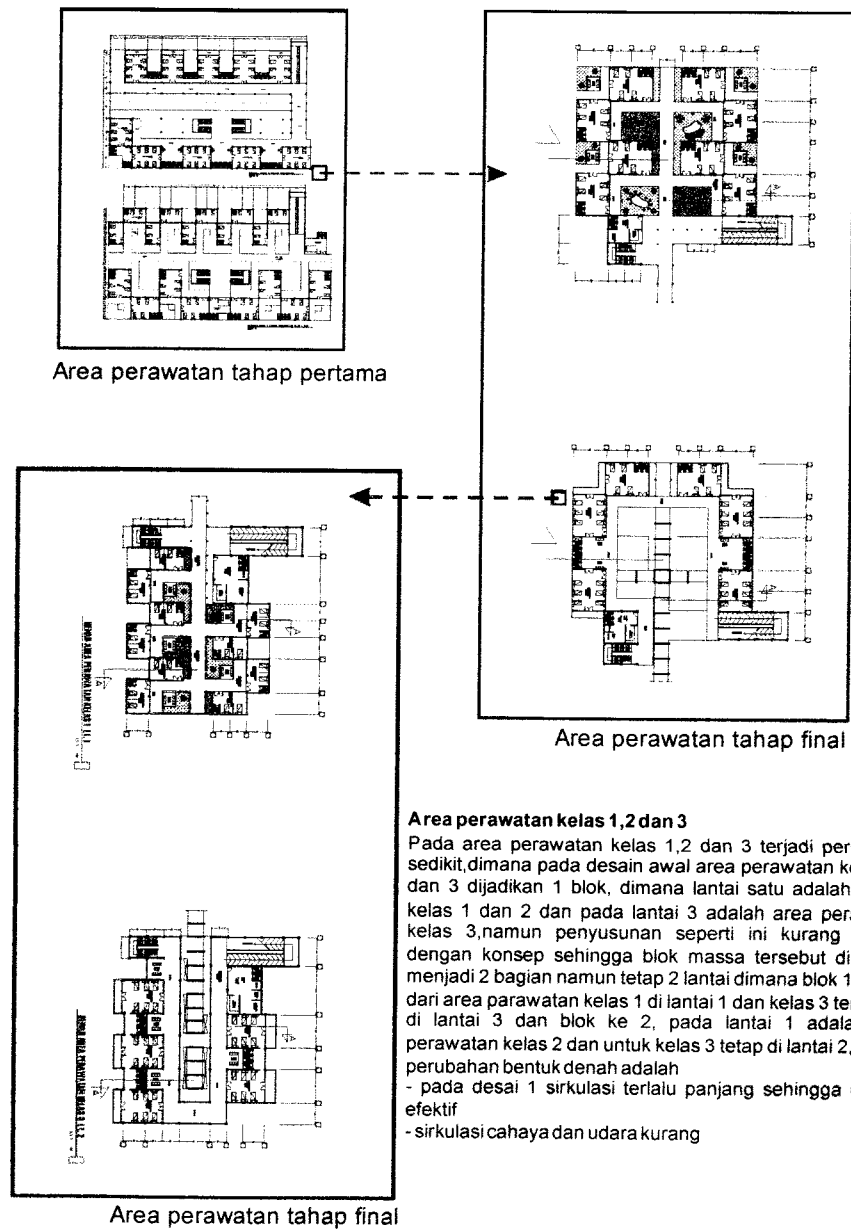 Area perawatan tahap pertama
Area perawatan tahap final
Area perawatan kelas 1,2 dan 3
Pada area perawatan kelas 1,2 dan 3 terjadi per
sedikit,dimana pada desain awal area perawatan ke
dan 3 dijadikan 1 blok, dimana lantai satu adalah
kelas 1 dan 2 dan pada lantai 3 adalah area per
kelas 3,namun penyusunan seperti ini kurang
dengan konsep sehingga blok massa tersebut di
menjadi 2 bagian namun tetap 2 lantai dimana blok 1
dari area parawatan kelas 1 di lantai 1 dan kelas 3 te
di lantai 3 dan blok ke 2, pada lantai 1 adala
perawatan kelas 2 dan untuk kelas 3 tetap di lantai 2,
perubahan bentuk denah adalah
- pada desai 1 sirkulasi terlalu panjang sehingga
efektif
- sirkulasi cahaya dan udara kurang
Area perawatan tahap final